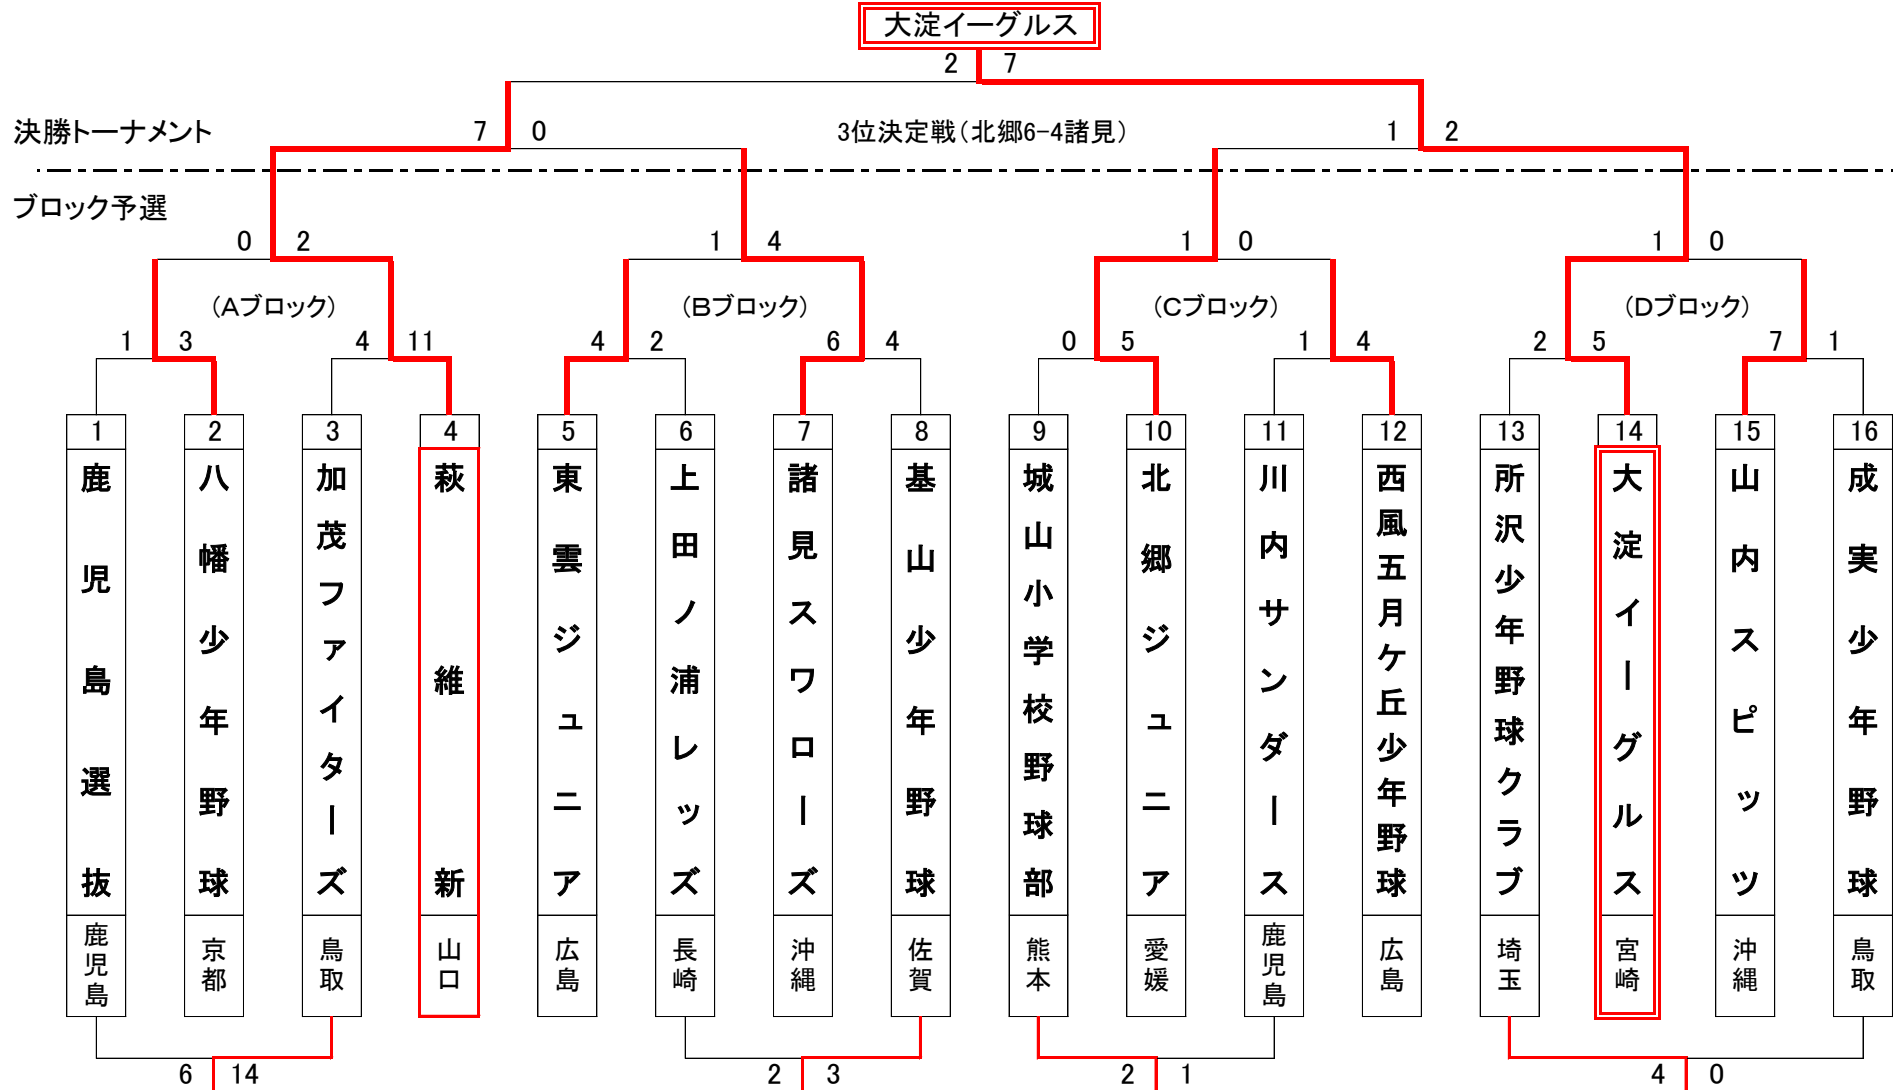 大淀イーグルス
2 7
決勝トーナメント 7 0 3位決定戦(北郷6-4諸見) 1 2
ブロック予選
0 2 1 4 1 0 1 0
(Aブロック) (Bブロック) (Cブロック) (Dブロック)
1 3 4 11 4 2 6 4 0 5 1 4 2 5 7 1
1 2 3 4 5 6 7 8 9 10 11 12 13 14 15 16
鹿児島選抜
八幡少年野球
加茂ファイターズ
萩維新
東雲ジュニア
上田ノ浦レッズ
諸見スワローズ
基山少年野球
城山小学校野球部
北郷ジュニア
川内サンダース
西風五月ケ丘少年野球
所沢少年野球クラブ
大淀イーグルス
山内スピッツ
成実少年野球
鹿児島
京都
鳥取
山口
広島
長崎
沖縄
佐賀
熊本
愛媛
鹿児島
広島
埼玉
宮崎
沖縄
鳥取
6 14 2 3 2 1 4 0